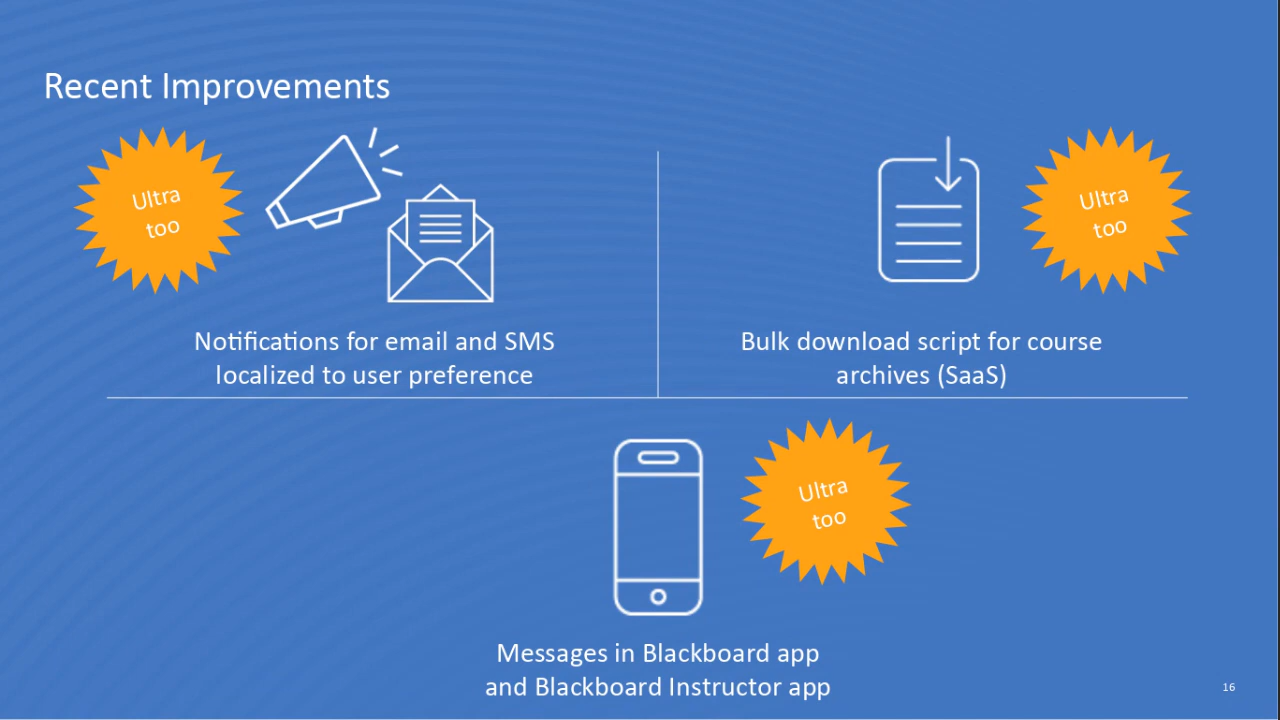 Recent Improvements
Ultra
too
Notifications for email and SMS
localized to user preference
Ultra
too
Bulk download script for course
archives (SaaS)
Ultra
too
Messages in Blackboard app
and Blackboard Instructor app
16